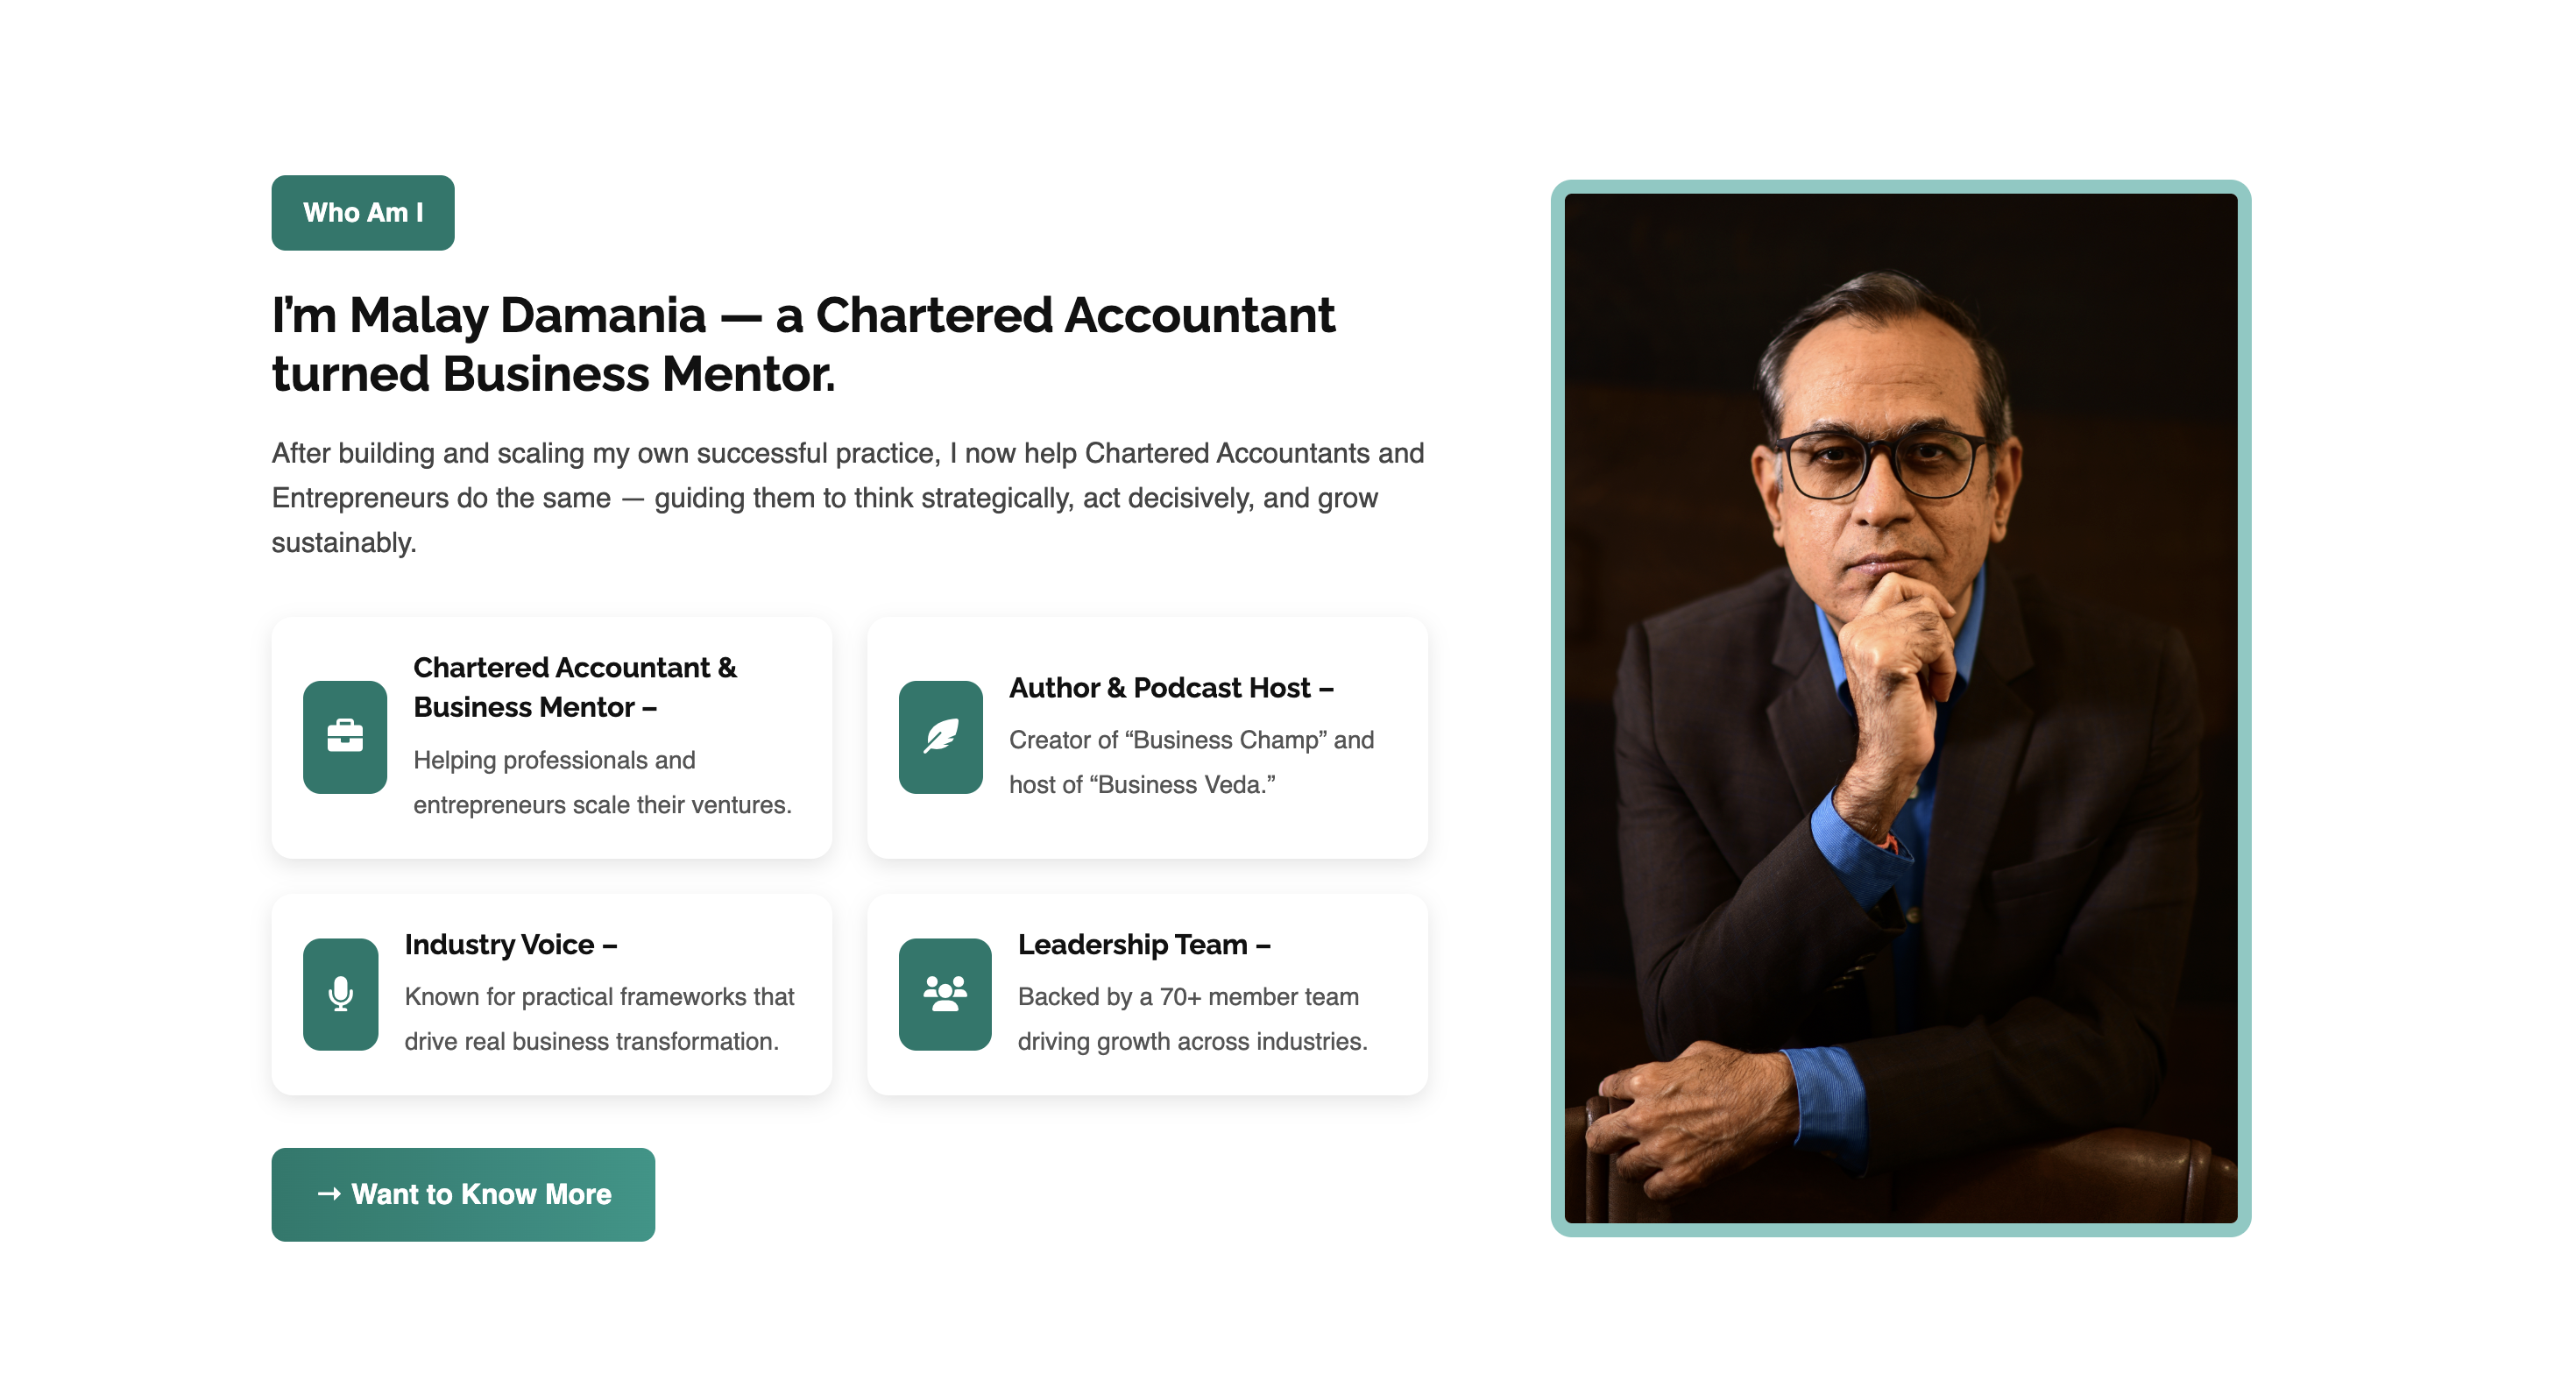 Who Am I
I’m Malay Damania — a Chartered Accountant
turned Business Mentor.
After building and scaling my own successful practice, I now help Chartered Accountants and
Entrepreneurs do the same — guiding them to think strategically, act decisively, and grow
sustainably.
Chartered Accountant &
Business Mentor –
Helping professionals and
entrepreneurs scale their ventures.
Author & Podcast Host –
Creator of “Business Champ” and
host of “Business Veda.”
Industry Voice –
Known for practical frameworks that
drive real business transformation.
Leadership Team –
Backed by a 70+ member team
driving growth across industries.
→ Want to Know More